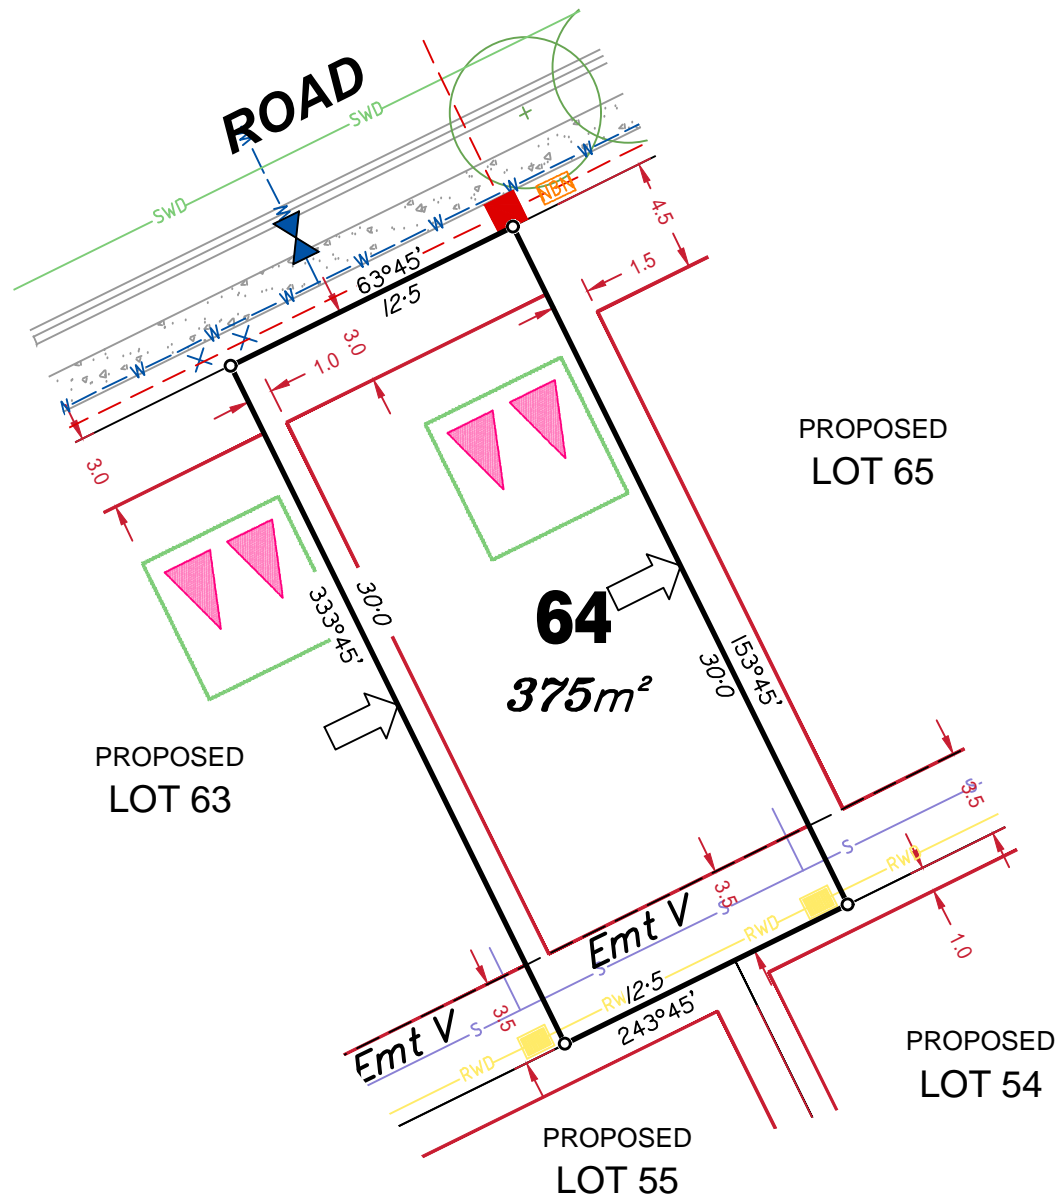 ROAD
SWD
SWD
W
W
W
W
W
W
W
W
NBN
4.5
1.5
63°45'
12·5
3.0
1.0
3.0
PROPOSED
LOT 65
333°45'
30·0
64
375m²
153°45'
30·0
PROPOSED
LOT 63
3.5
S
S
RWD
3.5
S
Emt V
RWD
S
1.0
12·5
RW
243°45'
3.5
S
Emt V
RWD
PROPOSED
LOT 54
PROPOSED
LOT 55